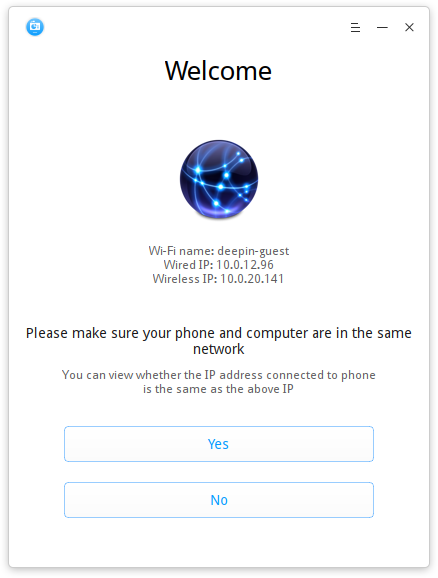 Welcome
Wi-Fi name: deepin-guest
Wired IP: 10.0.12.96
Wireless IP: 10.0.20.141
Please make sure your phone and computer are in the same
network
You can view whether the IP address connected to phone
is the same as the above IP
Yes
No